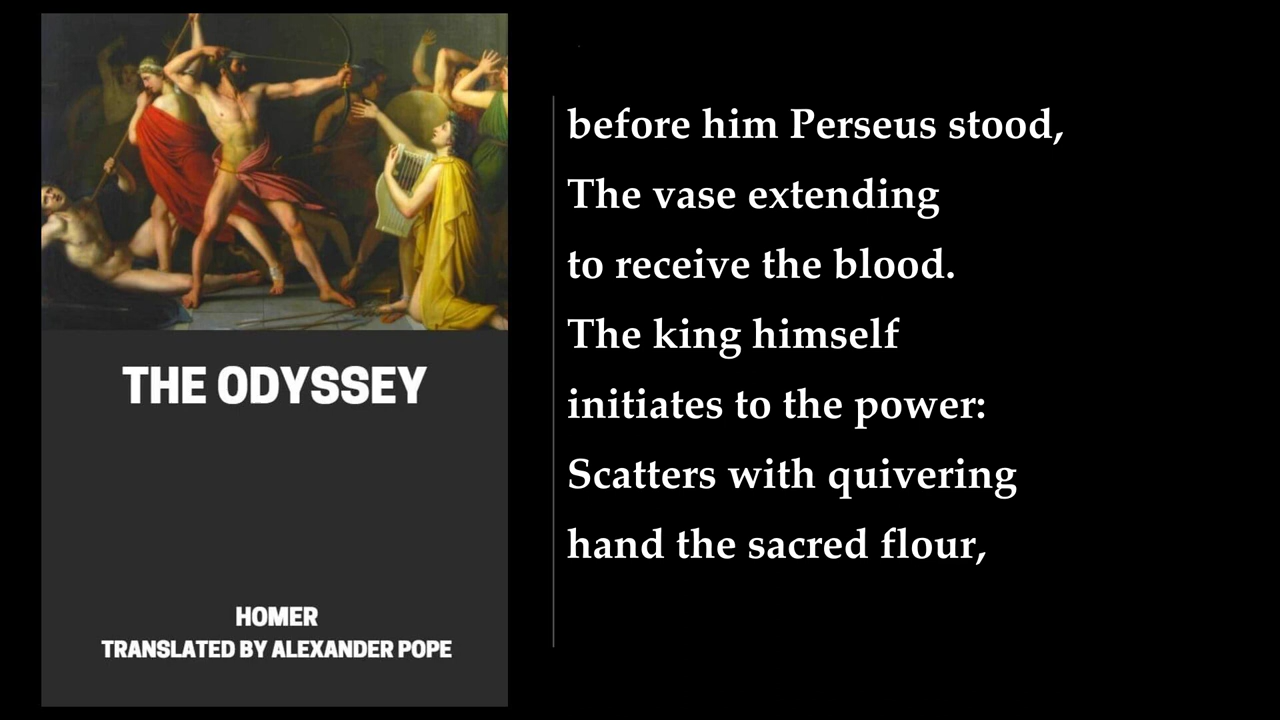 THE ODYSSEY
HOMER
TRANSLATED BY ALEXANDER POPE
before him Perseus stood,
The vase extending
to receive the blood.
The king himself
initiates to the power:
Scatters with quivering
hand the sacred flour,